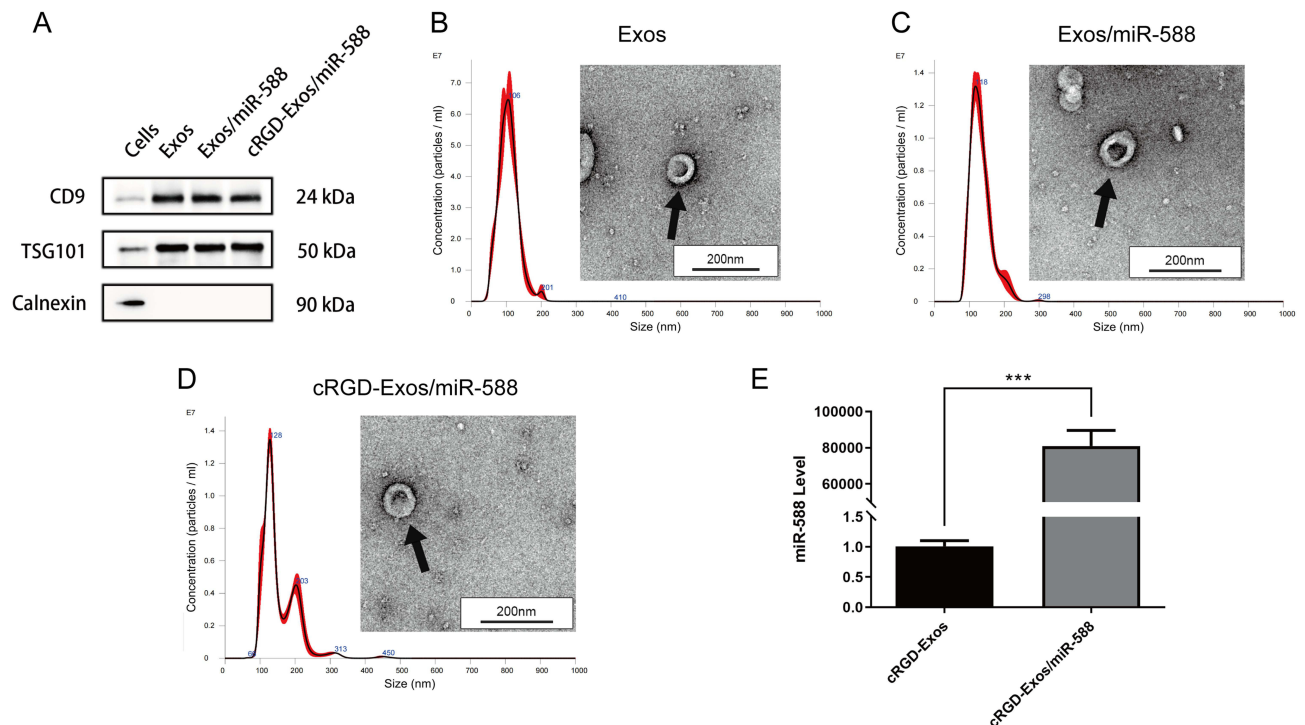 A
Cells
Exos
Exos/miR-588
cRGD-Exos/miR-588
CD9
24 kDa
TSG101
50 kDa
Calnexin
90 kDa
B
Exos
E7
Concentration (particles / ml)
7.0
6.0
5.0
4.0
3.0
2.0
1.0
0
201
410
200nm
0 100 200 300 400 500 600 700 800 900 1000
Size (nm)
C
Exos/miR-588
E7
Concentration (particles / ml)
1.4
1.2
1.0
0.8
0.6
0.4
0.2
0
298
200nm
0 100 200 300 400 500 600 700 800 900 1000
Size (nm)
D
cRGD-Exos/miR-588
E7
Concentration (particles / ml)
1.4
1.2
1.0
0.8
0.6
0.4
0.2
0
313
450
200nm
0 100 200 300 400 500 600 700 800 900 1000
Size (nm)
E
***
miR-588 Level
100000
80000
60000
1.5
1.0
0.5
0.0
cRGD-Exos
cRGD-Exos/miR-588